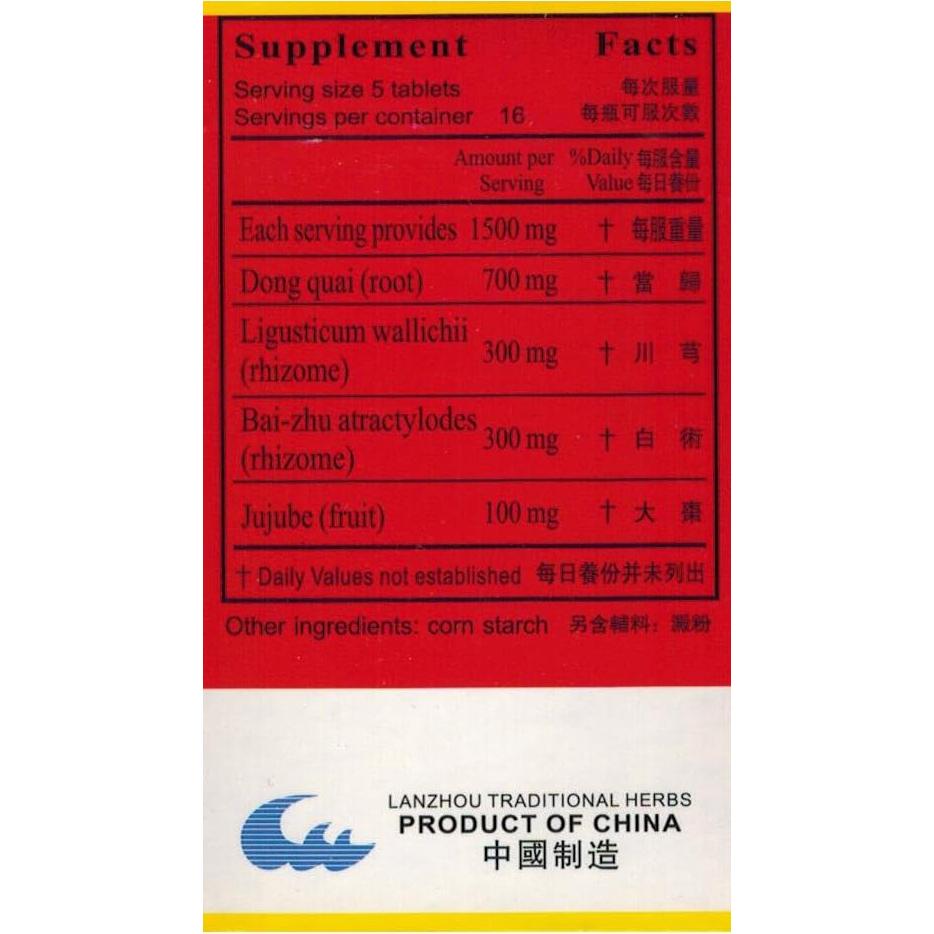 Supplement Facts
Serving size 5 tablets 每次服量
Servings per container 16 每瓶可服次數
Amount per %Daily 每服含量
Serving Value 每日養份
Each serving provides 1500 mg † 每服重量
Dong quai (root) 700 mg † 當歸
Ligusticum wallichii
(rhizome) 300 mg † 川芎
Bai-zhu atractylodes
(rhizome) 300 mg † 白術
Jujube (fruit) 100 mg † 大棗
† Daily Values not established 每日養份并未列出
Other ingredients: corn starch 另含輔料：澱粉
LANZHOU TRADITIONAL HERBS
PRODUCT OF CHINA
中國制造